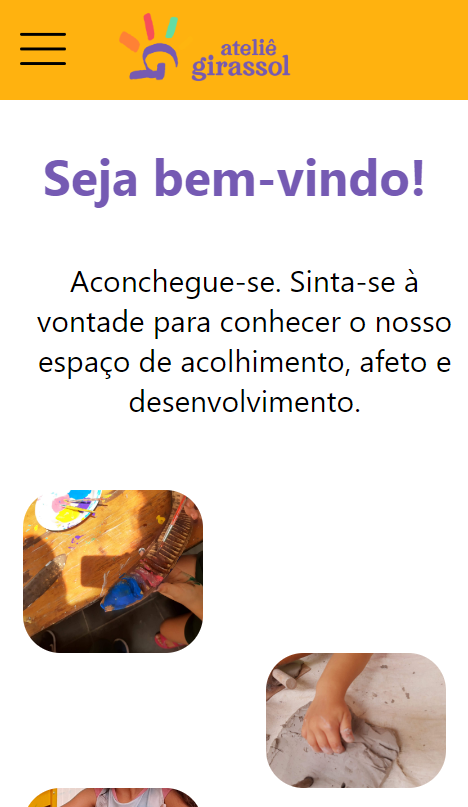 ateliê
girassol
Seja bem-vindo!
Aconchegue-se. Sinta-se à
vontade para conhecer o nosso
espaço de acolhimento, afeto e
desenvolvimento.